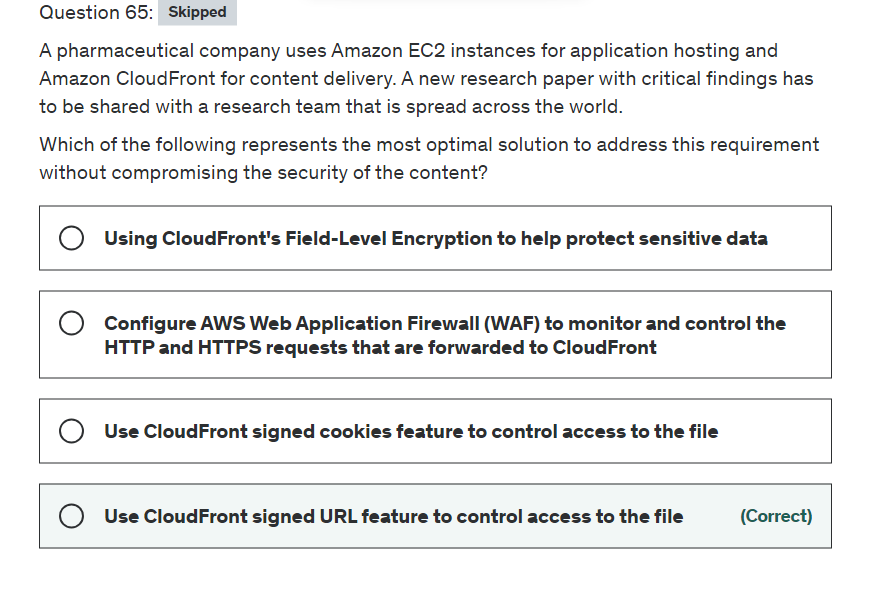 Question 65: Skipped
A pharmaceutical company uses Amazon EC2 instances for application hosting and
Amazon CloudFront for content delivery. A new research paper with critical findings has
to be shared with a research team that is spread across the world.
Which of the following represents the most optimal solution to address this requirement
without compromising the security of the content?
Using CloudFront's Field-Level Encryption to help protect sensitive data
Configure AWS Web Application Firewall (WAF) to monitor and control the
HTTP and HTTPS requests that are forwarded to CloudFront
Use CloudFront signed cookies feature to control access to the file
Use CloudFront signed URL feature to control access to the file (Correct)